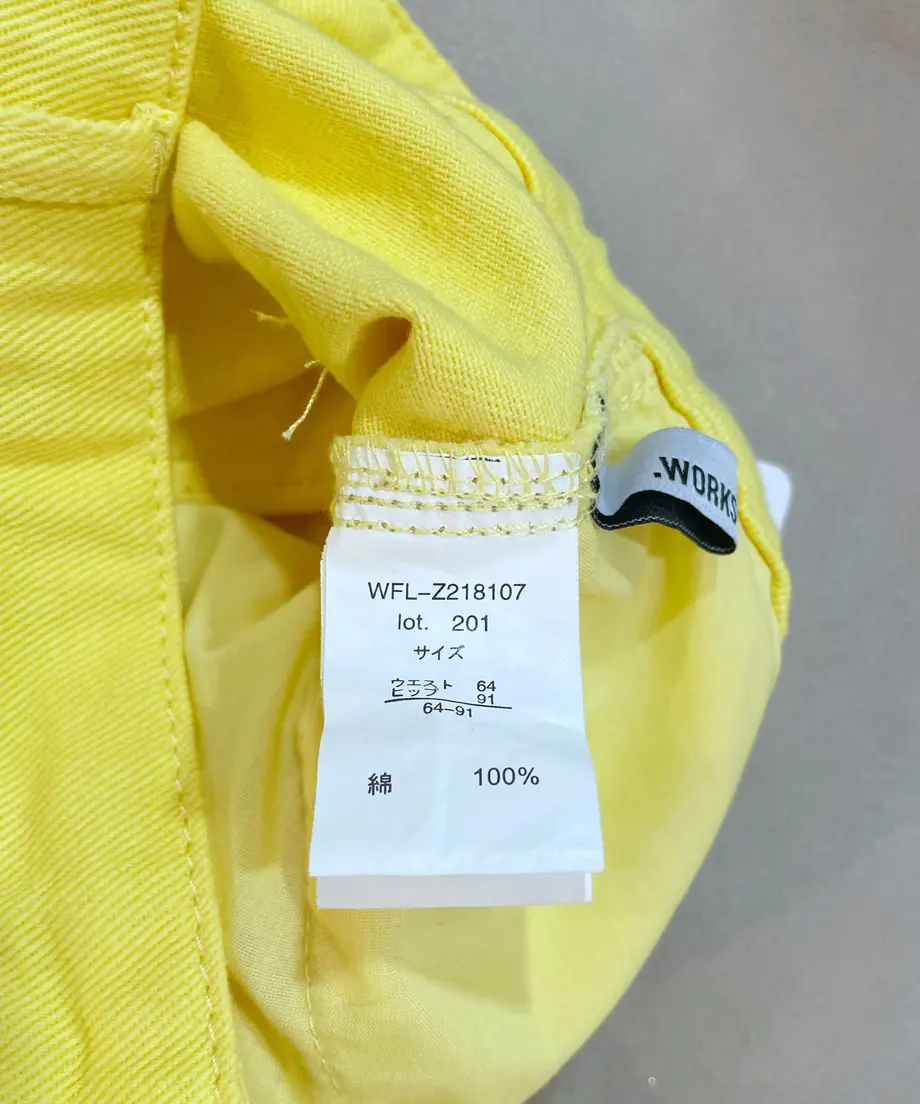 .WORKS
WFL-Z218107
lot. 201
サイズ
ウエスト 64
ヒップ 91
64-91
綿 100%